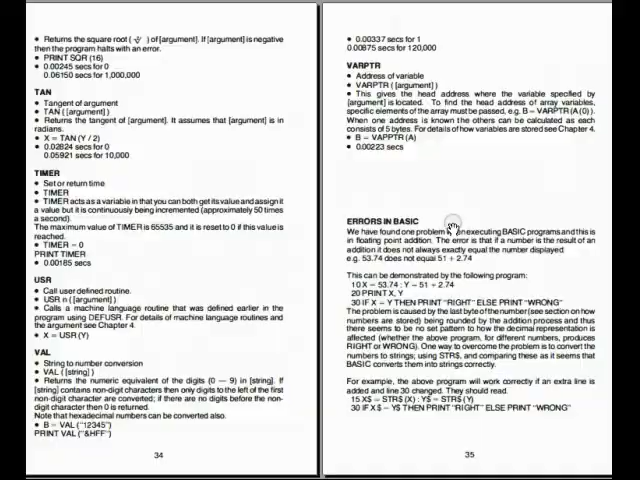 • Returns the square root ( √ ) of [argument]. If [argument] is negative
then the program halts with an error.
• PRINT SQR (16)
• 0.00245 secs for 0
0.06150 secs for 1,000,000
TAN
• Tangent of argument
• TAN ( [argument] )
• Returns the tangent of [argument]. It assumes that [argument] is in
radians.
• X = TAN (Y / 2)
• 0.02824 secs for 0
0.05921 secs for 10,000
TIMER
• Set or return time
• TIMER
• TIMER acts as a variable in that you can both get its value and assign it
a value but it is continuously being incremented (approximately 50 times
a second).
The maximum value of TIMER is 65535 and it is reset to 0 if this value is
reached.
• TIMER = 0
PRINT TIMER
• 0.00185 secs
USR
• Call user defined routine.
• USR n ( [argument] )
• Calls a machine language routine that was defined earlier in the
program using DEFUSR. For details of machine language routines and
the argument see Chapter 4.
• X = USR (Y)
VAL
• String to number conversion
• VAL ( [string] )
• Returns the numeric equivalent of the digits (0 — 9) in [string]. If
[string] contains non-digit characters then only digits to the left of the first
non-digit character are converted; if there are no digits before the non-
digit character then 0 is returned.
Note that hexadecimal numbers can be converted also.
• B = VAL ("12345")
PRINT VAL ("&HFF")
34
• 0.00337 secs for 1
0.00875 secs for 120,000
VARPTR
• Address of variable
• VARPTR ( [argument] )
• This gives the head address where the variable specified by
[argument] is located. To find the head address of array variables,
specific elements of the array must be passed, e.g. B = VARPTR (A (0) ).
When one address is known the others can be calculated as each
consists of 5 bytes. For details of how variables are stored see Chapter 4.
• B = VAPPTR (A)
• 0.00223 secs
ERRORS IN BASIC
We have found one problem executing BASIC programs and this is
in floating point addition. The error is that if a number is the result of an
addition it does not always exactly equal the number displayed
e.g. 53.74 does not equal 51 + 2.74
This can be demonstrated by the following program:
10 X = 53.74 : Y = 51 + 2.74
20 PRINT X, Y
30 IF X = Y THEN PRINT "RIGHT" ELSE PRINT "WRONG"
The problem is caused by the last byte of the number (see section on how
numbers are stored) being rounded by the addition process and thus
there seems to be no set pattern to how the decimal representation is
affected (whether the above program, for different numbers, produces
RIGHT or WRONG). One way to overcome the problem is to convert the
numbers to strings; using STR$, and comparing these as it seems that
BASIC converts them into strings correctly.
For example, the above program will work correctly if an extra line is
added and line 30 changed. They should read.
15 X$ = STR$ (X) : Y$ = STR$ (Y)
30 IF X$ = Y$ THEN PRINT "RIGHT" ELSE PRINT "WRONG"
35